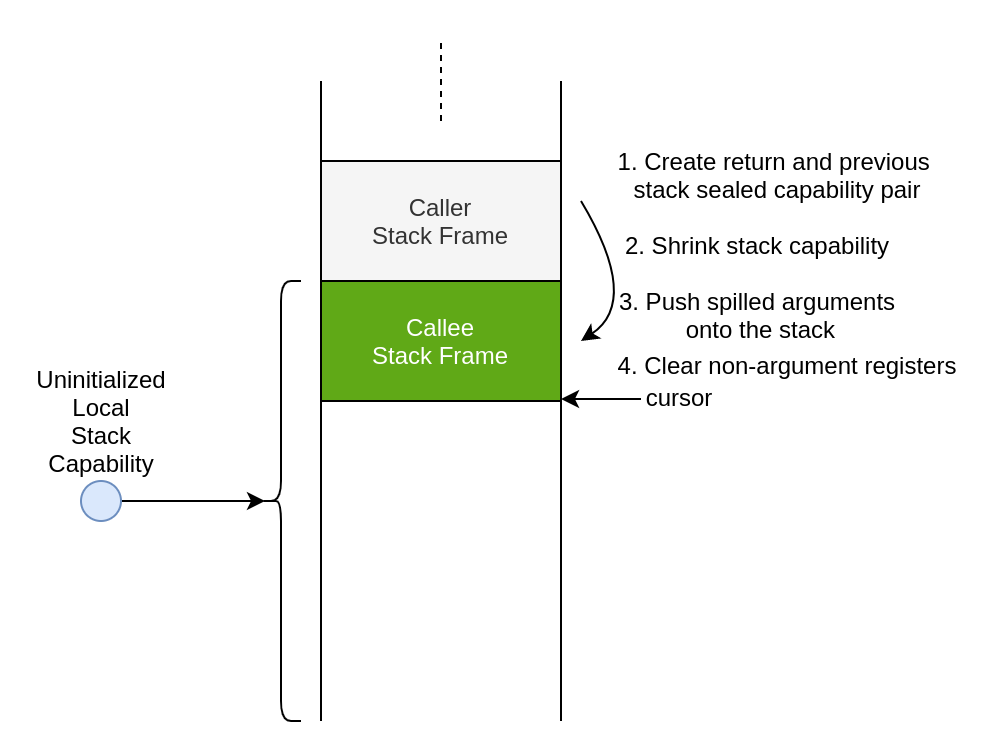 Caller
Stack Frame
Callee
Stack Frame
Uninitialized
Local
Stack
Capability
1. Create return and previous
stack sealed capability pair
2. Shrink stack capability
3. Push spilled arguments
onto the stack
4. Clear non-argument registers
cursor